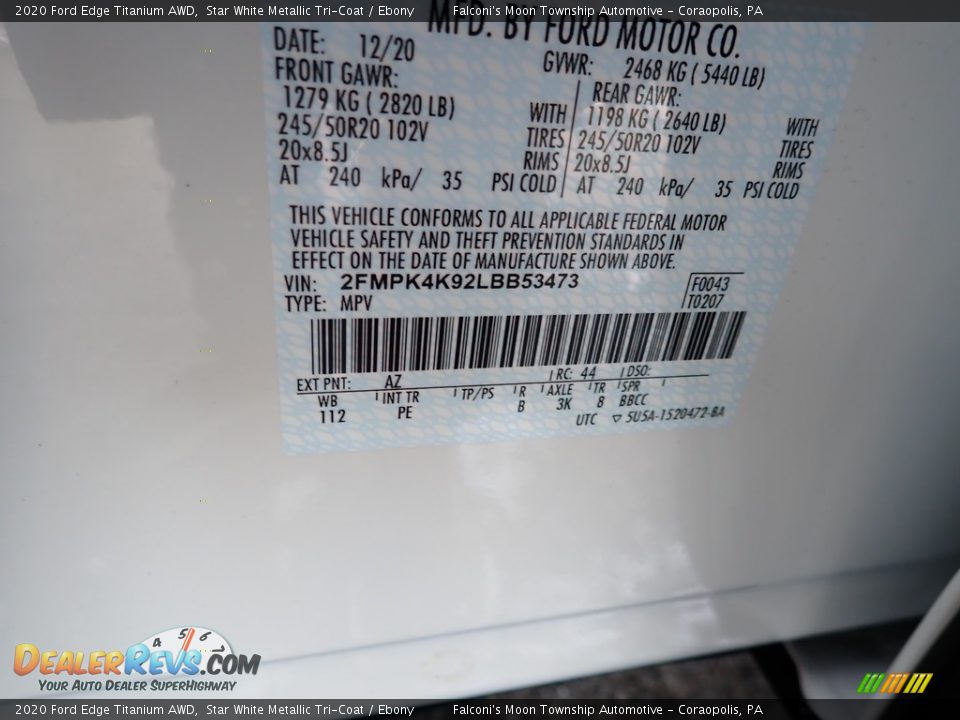 2020 Ford Edge Titanium AWD, Star White Metallic Tri-Coat / Ebony Falconi's Moon Township Automotive - Coraopolis, PA
MFD. BY FORD MOTOR CO.
DATE: 12/20 GVWR: 2468 KG ( 5440 LB)
FRONT GAWR: REAR GAWR:
1279 KG ( 2820 LB) WITH 1198 KG ( 2640 LB) WITH
245/50R20 102V TIRES 245/50R20 102V TIRES
20x8.5J RIMS 20x8.5J RIMS
AT 240 kPa/ 35 PSI COLD AT 240 kPa/ 35 PSI COLD
THIS VEHICLE CONFORMS TO ALL APPLICABLE FEDERAL MOTOR
VEHICLE SAFETY AND THEFT PREVENTION STANDARDS IN
EFFECT ON THE DATE OF MANUFACTURE SHOWN ABOVE.
VIN: 2FMPK4K92LBB53473 F0043
TYPE: MPV T0207
EXT PNT: AZ RC: 44 DSO:
WB INT TR TP/PS R AXLE TR SPR
112 PE B 3K 8 BBCC
UTC ▽ 5U5A-1520472-BA
4 5 6
DEALERREVS.COM
YOUR AUTO DEALER SUPERHIGHWAY
2020 Ford Edge Titanium AWD, Star White Metallic Tri-Coat / Ebony Falconi's Moon Township Automotive - Coraopolis, PA